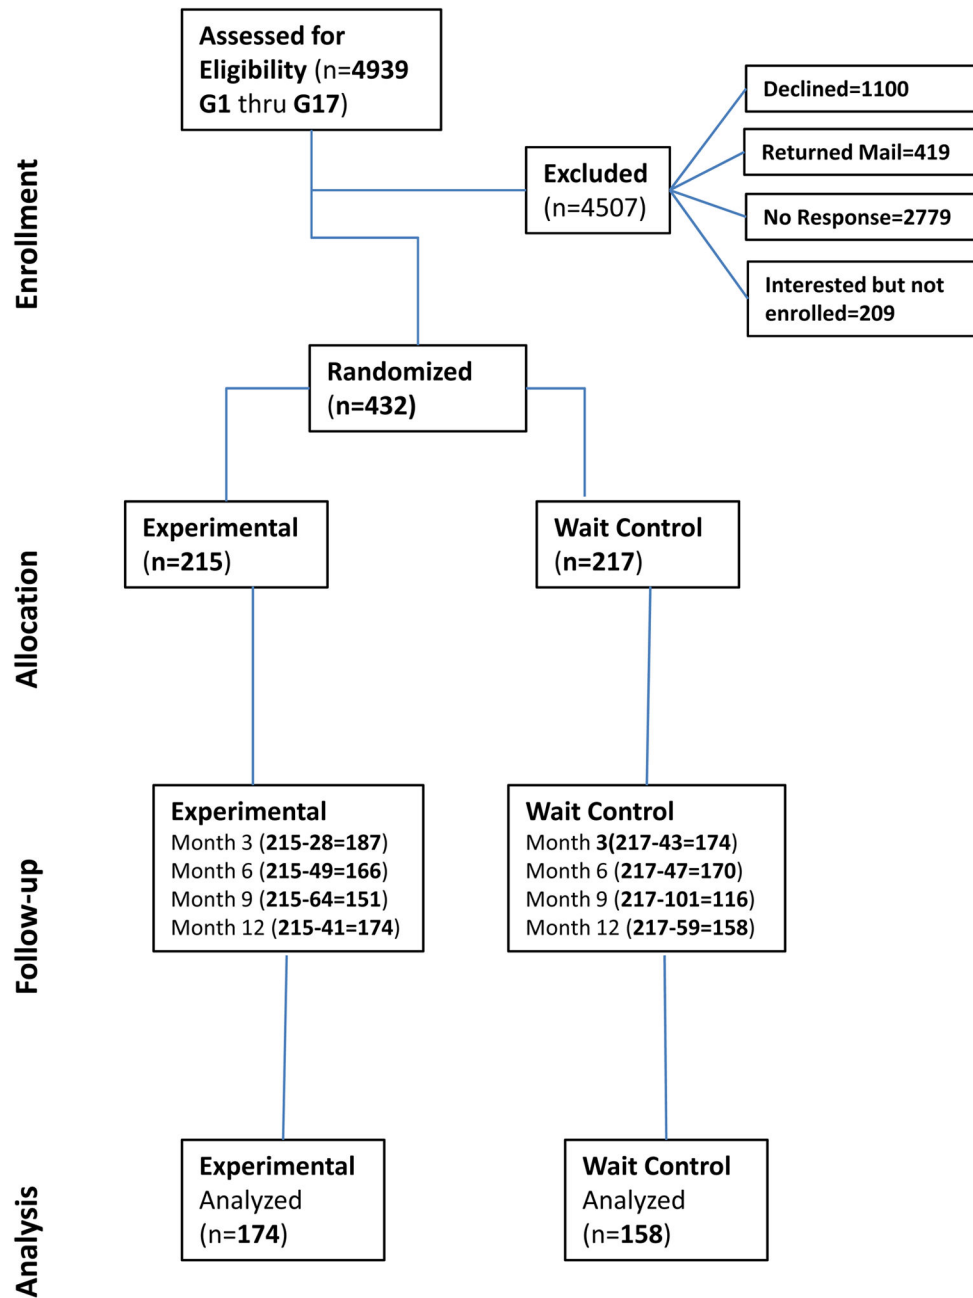 Assessed for
Eligibility (n=4939
G1 thru G17)
Declined=1100
Returned Mail=419
Excluded
(n=4507)
No Response=2779
Interested but not
enrolled=209
Enrollment
Randomized
(n=432)
Experimental
(n=215)
Wait Control
(n=217)
Allocation
Experimental
Month 3 (215-28=187)
Month 6 (215-49=166)
Month 9 (215-64=151)
Month 12 (215-41=174)
Wait Control
Month 3(217-43=174)
Month 6 (217-47=170)
Month 9 (217-101=116)
Month 12 (217-59=158)
Follow-up
Experimental
Analyzed
(n=174)
Wait Control
Analyzed
(n=158)
Analysis